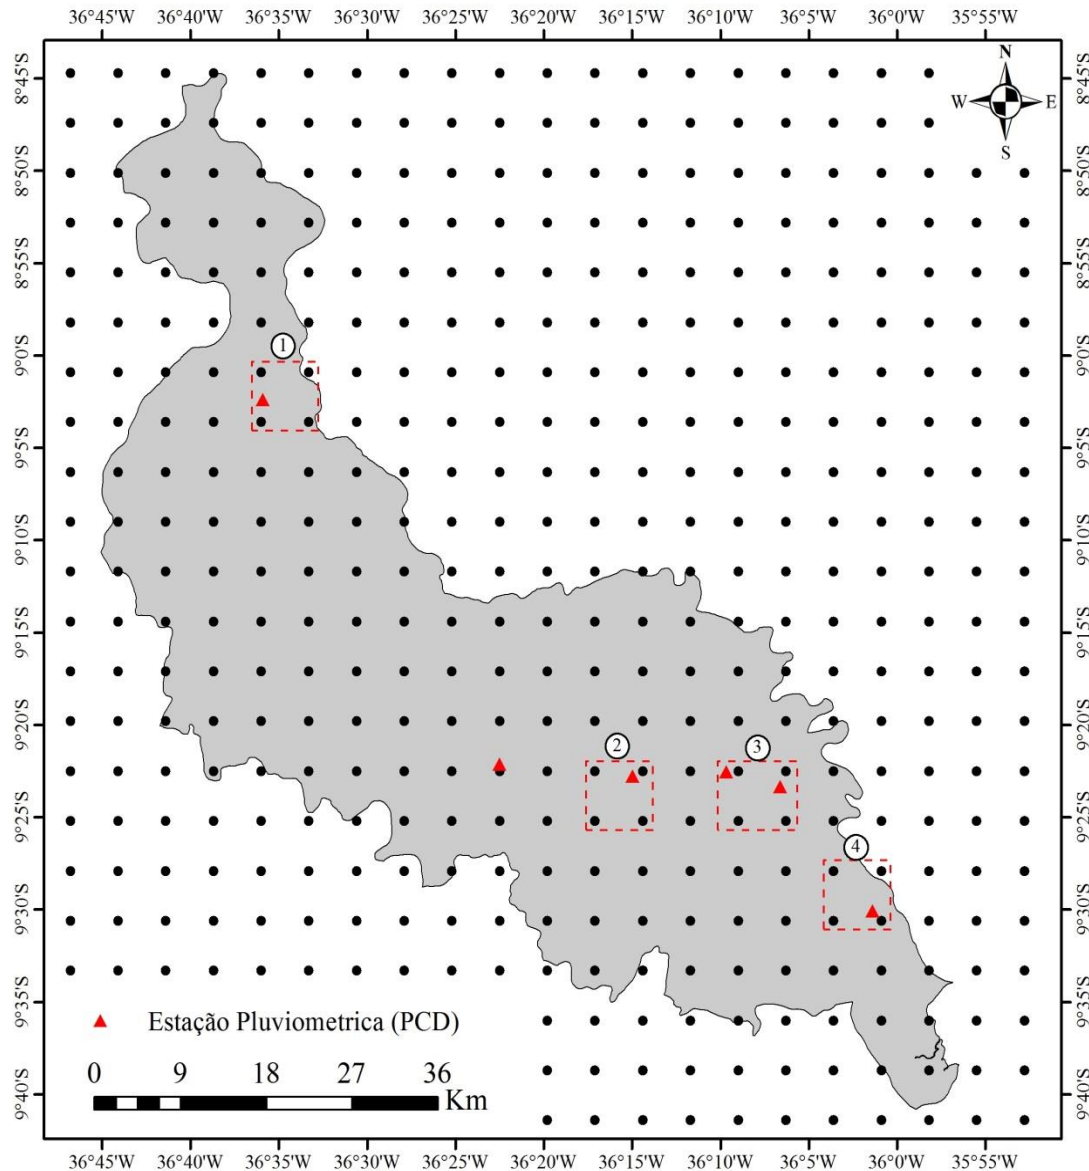 36°45'W 36°40'W 36°35'W 36°30'W 36°25'W 36°20'W 36°15'W 36°10'W 36°5'W 36°0'W 35°55'W
N
W E
S
8°45'S 8°45'S
8°50'S 8°50'S
8°55'S 8°55'S
1
9°0'S 9°0'S
9°5'S 9°5'S
9°10'S 9°10'S
9°15'S 9°15'S
9°20'S 9°20'S
2 3
9°25'S 9°25'S
4
9°30'S 9°30'S
9°35'S 9°35'S
Estação Pluviometrica (PCD)
0 9 18 27 36
Km
9°40'S 9°40'S
36°45'W 36°40'W 36°35'W 36°30'W 36°25'W 36°20'W 36°15'W 36°10'W 36°5'W 36°0'W 35°55'W